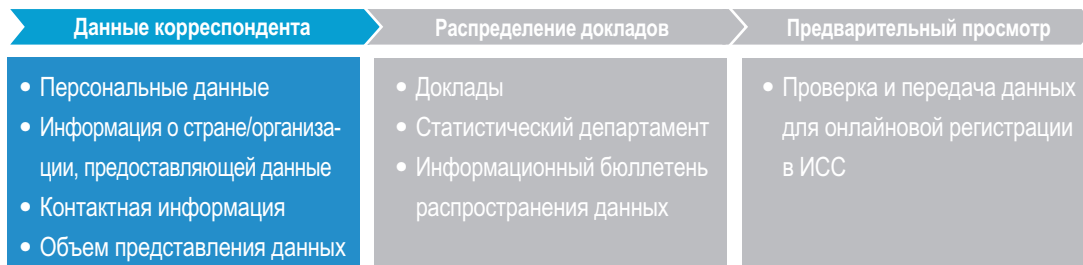 Данные корреспондента
Распределение докладов
Предварительный просмотр
• Персональные данные
• Информация о стране/организа-
ции, предоставляющей данные
• Контактная информация
• Объем представления данных
• Доклады
• Статистический департамент
• Информационный бюллетень
распространения данных
• Проверка и передача данных
для онлайновой регистрации
в ИСС